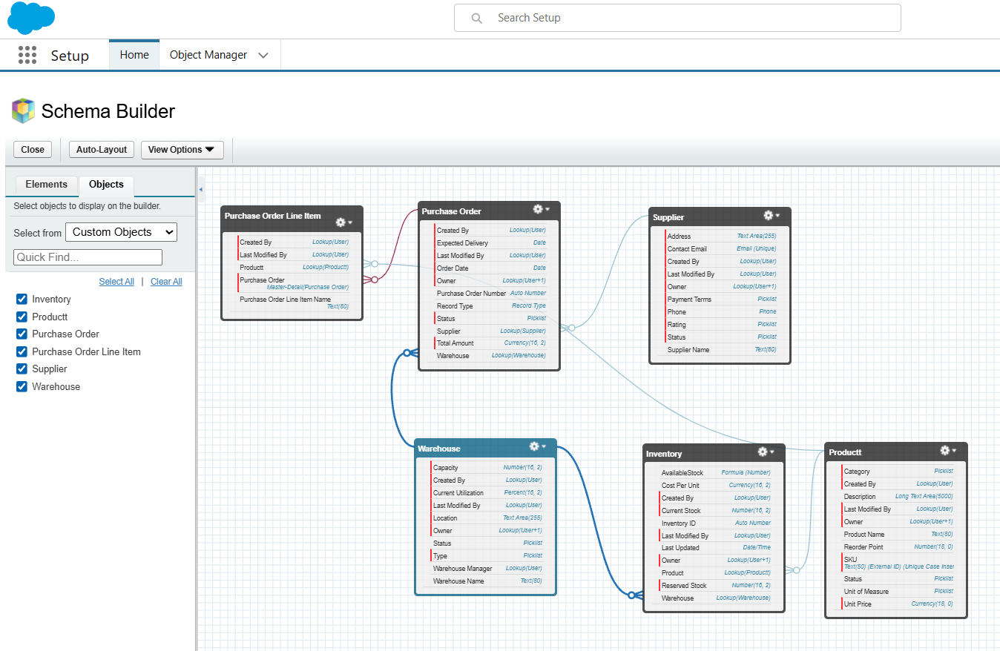 Search Setup
Setup
Home
Object Manager
Schema Builder
Close
Auto-Layout
View Options
Elements
Objects
Select objects to display on the builder.
Select from
Custom Objects
Quick Find...
Select All | Clear All
Inventory
Productt
Purchase Order
Purchase Order Line Item
Supplier
Warehouse
Purchase Order Line Item
Created By Lookup(User)
Last Modified By Lookup(User)
Productt Lookup(Productt)
Purchase Order
Master-Detail(Purchase Order)
Purchase Order Line Item Name
Text(80)
Purchase Order
Created By Lookup(User)
Expected Delivery Date
Last Modified By Lookup(User)
Order Date Date
Owner Lookup(User+1)
Purchase Order Number Auto Number
Record Type Record Type
Status Picklist
Supplier Lookup(Supplier)
Total Amount Currency(16, 2)
Warehouse Lookup(Warehouse)
Supplier
Address Text Area(255)
Contact Email Email (Unique)
Created By Lookup(User)
Last Modified By Lookup(User)
Owner Lookup(User+1)
Payment Terms Picklist
Phone Phone
Rating Picklist
Status Picklist
Supplier Name Text(80)
Warehouse
Capacity Number(16, 2)
Created By Lookup(User)
Current Utilization Percent(16, 2)
Last Modified By Lookup(User)
Location Text Area(255)
Owner Lookup(User+1)
Status Picklist
Type Picklist
Warehouse Manager Lookup(User)
Warehouse Name Text(80)
Inventory
AvailableStock Formula (Number)
Cost Per Unit Currency(16, 2)
Created By Lookup(User)
Current Stock Number(16, 2)
Inventory ID Auto Number
Last Modified By Lookup(User)
Last Updated Date/Time
Owner Lookup(User+1)
Product Lookup(Productt)
Reserved Stock Number(16, 2)
Warehouse Lookup(Warehouse)
Productt
Category Picklist
Created By Lookup(User)
Description Long Text Area(5000)
Last Modified By Lookup(User)
Owner Lookup(User+1)
Product Name Text(80)
Reorder Point Number(18, 0)
SKU
Text(50) (External ID) (Unique Case Inser
Status Picklist
Unit of Measure Picklist
Unit Price Currency(18, 0)